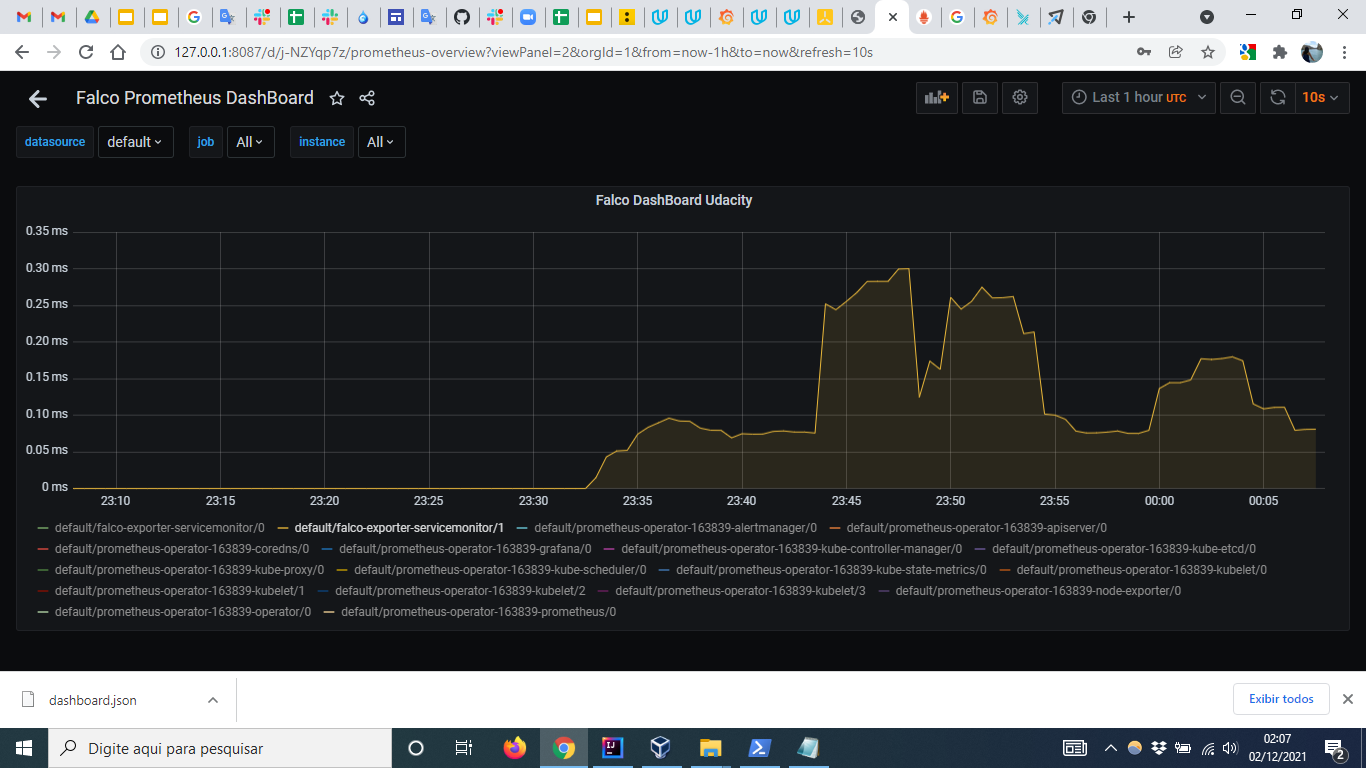 127.0.0.1:8087/d/j-NZYqp7z/prometheus-overview?viewPanel=2&orgId=1&from=now-1h&to=now&refresh=10s
Falco Prometheus DashBoard
Last 1 hour UTC
10s
datasource default job All instance All
Falco DashBoard Udacity
0.35 ms
0.30 ms
0.25 ms
0.20 ms
0.15 ms
0.10 ms
0.05 ms
0 ms
23:10 23:15 23:20 23:25 23:30 23:35 23:40 23:45 23:50 23:55 00:00 00:05
default/falco-exporter-servicemonitor/0 default/falco-exporter-servicemonitor/1 default/prometheus-operator-163839-alertmanager/0 default/prometheus-operator-163839-apiserver/0
default/prometheus-operator-163839-coredns/0 default/prometheus-operator-163839-grafana/0 default/prometheus-operator-163839-kube-controller-manager/0 default/prometheus-operator-163839-kube-etcd/0
default/prometheus-operator-163839-kube-proxy/0 default/prometheus-operator-163839-kube-scheduler/0 default/prometheus-operator-163839-kube-state-metrics/0 default/prometheus-operator-163839-kubelet/0
default/prometheus-operator-163839-kubelet/1 default/prometheus-operator-163839-kubelet/2 default/prometheus-operator-163839-kubelet/3 default/prometheus-operator-163839-node-exporter/0
default/prometheus-operator-163839-operator/0 default/prometheus-operator-163839-prometheus/0
dashboard.json
Exibir todos
Digite aqui para pesquisar
02:07
02/12/2021
2